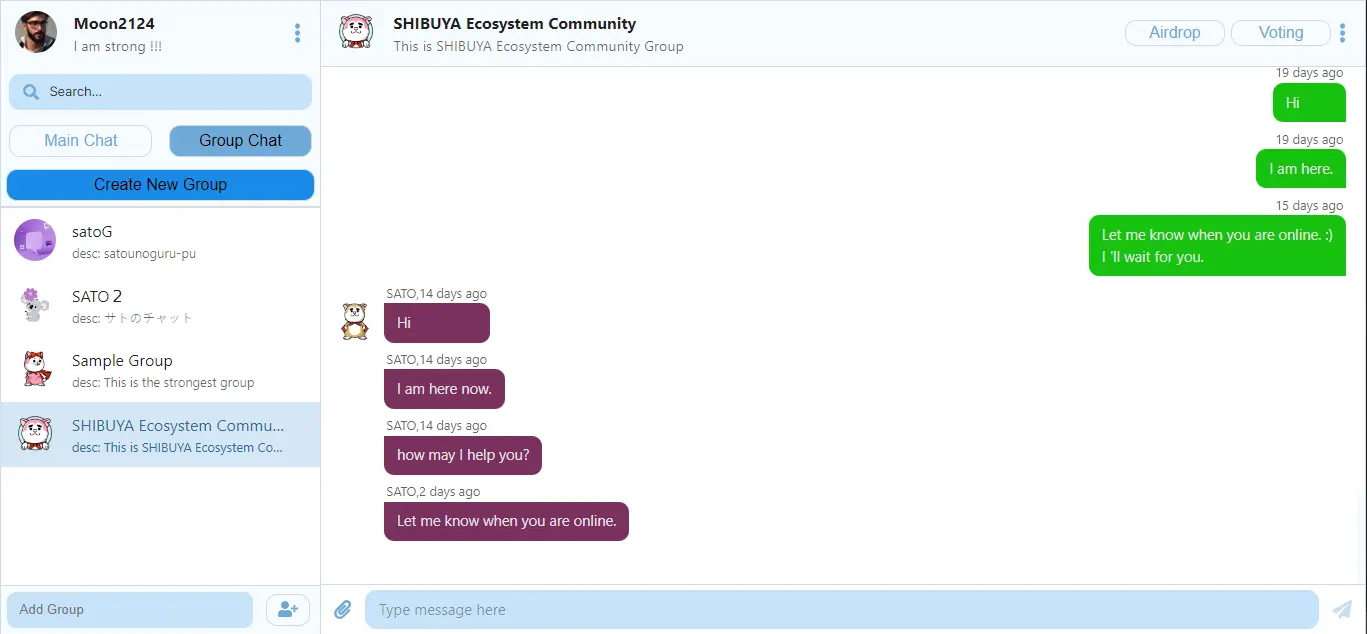 Moon2124
I am strong !!!
Search...
Main Chat
Group Chat
Create New Group
satoG
desc: satounoguru-pu
SATO 2
desc: サトのチャット
Sample Group
desc: This is the strongest group
SHIBUYA Ecosystem Commu...
desc: This is SHIBUYA Ecosystem Co...
Add Group
SHIBUYA Ecosystem Community
This is SHIBUYA Ecosystem Community Group
Airdrop
Voting
19 days ago
Hi
19 days ago
I am here.
15 days ago
Let me know when you are online. :)
I 'll wait for you.
SATO,14 days ago
Hi
SATO,14 days ago
I am here now.
SATO,14 days ago
how may I help you?
SATO,2 days ago
Let me know when you are online.
Type message here